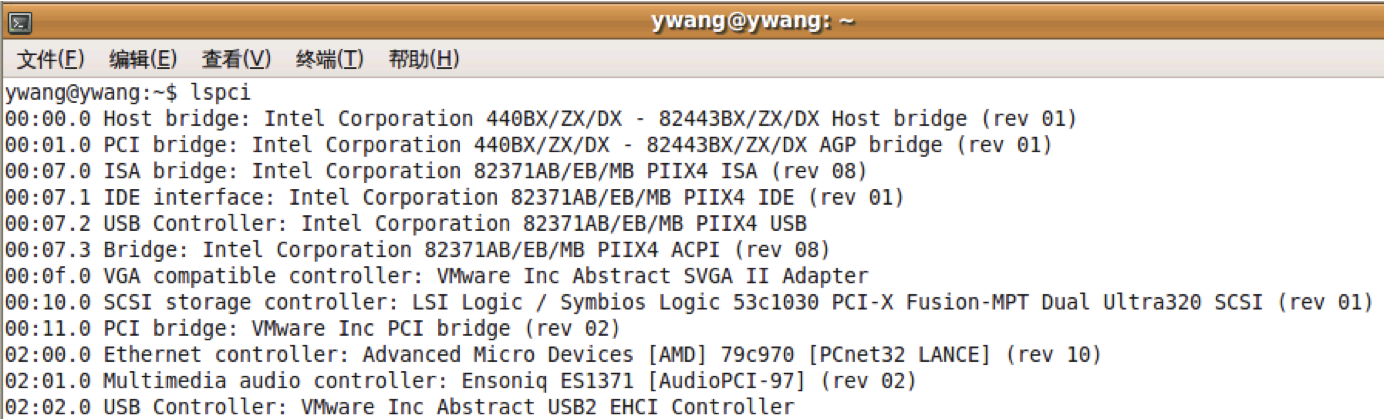 ywang@ywang: ~
文件(F) 编辑(E) 查看(V) 终端(T) 帮助(H)
ywang@ywang:~$ lspci
00:00.0 Host bridge: Intel Corporation 440BX/ZX/DX - 82443BX/ZX/DX Host bridge (rev 01)
00:01.0 PCI bridge: Intel Corporation 440BX/ZX/DX - 82443BX/ZX/DX AGP bridge (rev 01)
00:07.0 ISA bridge: Intel Corporation 82371AB/EB/MB PIIX4 ISA (rev 08)
00:07.1 IDE interface: Intel Corporation 82371AB/EB/MB PIIX4 IDE (rev 01)
00:07.2 USB Controller: Intel Corporation 82371AB/EB/MB PIIX4 USB
00:07.3 Bridge: Intel Corporation 82371AB/EB/MB PIIX4 ACPI (rev 08)
00:0f.0 VGA compatible controller: VMware Inc Abstract SVGA II Adapter
00:10.0 SCSI storage controller: LSI Logic / Symbios Logic 53c1030 PCI-X Fusion-MPT Dual Ultra320 SCSI (rev 01)
00:11.0 PCI bridge: VMware Inc PCI bridge (rev 02)
02:00.0 Ethernet controller: Advanced Micro Devices [AMD] 79c970 [PCnet32 LANCE] (rev 10)
02:01.0 Multimedia audio controller: Ensoniq ES1371 [AudioPCI-97] (rev 02)
02:02.0 USB Controller: VMware Inc Abstract USB2 EHCI Controller